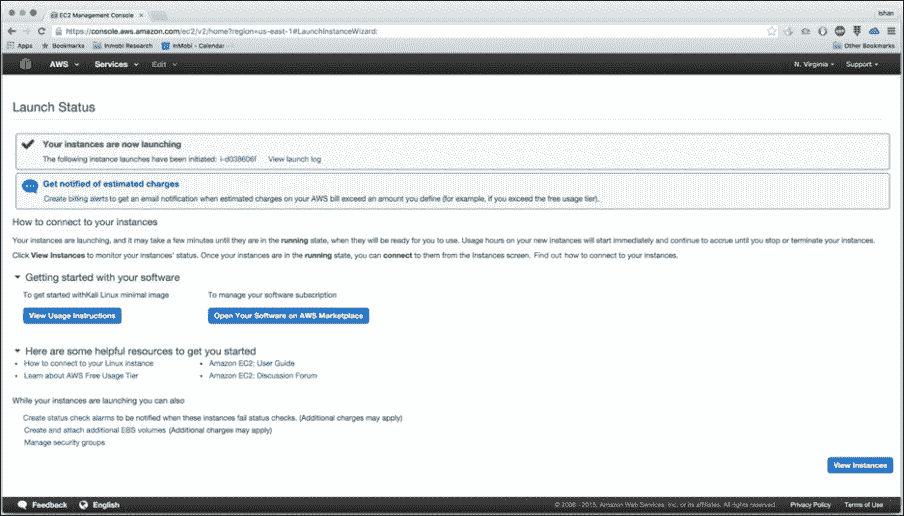 EC2 Management Console
Ishan
https://console.aws.amazon.com/ec2/v2/home?region=us-east-1#LaunchInstanceWizard:
Apps Bookmarks Inmobi Research InMobi - Calendar Other Bookmarks
AWS Services Edit N. Virginia Support
Launch Status
Your instances are now launching
The following instance launches have been initiated: i-d038606f View launch log
Get notified of estimated charges
Create billing alerts to get an email notification when estimated charges on your AWS bill exceed an amount you define (for example, if you exceed the free usage tier).
How to connect to your instances
Your instances are launching, and it may take a few minutes until they are in the running state, when they will be ready for you to use. Usage hours on your new instances will start immediately and continue to accrue until you stop or terminate your instances.
Click View Instances to monitor your instances' status. Once your instances are in the running state, you can connect to them from the Instances screen. Find out how to connect to your instances.
Getting started with your software
To get started withKali Linux minimal image To manage your software subscription
View Usage Instructions Open Your Software on AWS Marketplace
Here are some helpful resources to get you started
• How to connect to your Linux instance • Amazon EC2: User Guide
• Learn about AWS Free Usage Tier • Amazon EC2: Discussion Forum
While your instances are launching you can also
Create status check alarms to be notified when these instances fail status checks. (Additional charges may apply)
Create and attach additional EBS volumes (Additional charges may apply)
Manage security groups
View Instances
Feedback English © 2008 - 2015, Amazon Web Services, Inc. or its affiliates. All rights reserved. Privacy Policy Terms of Use